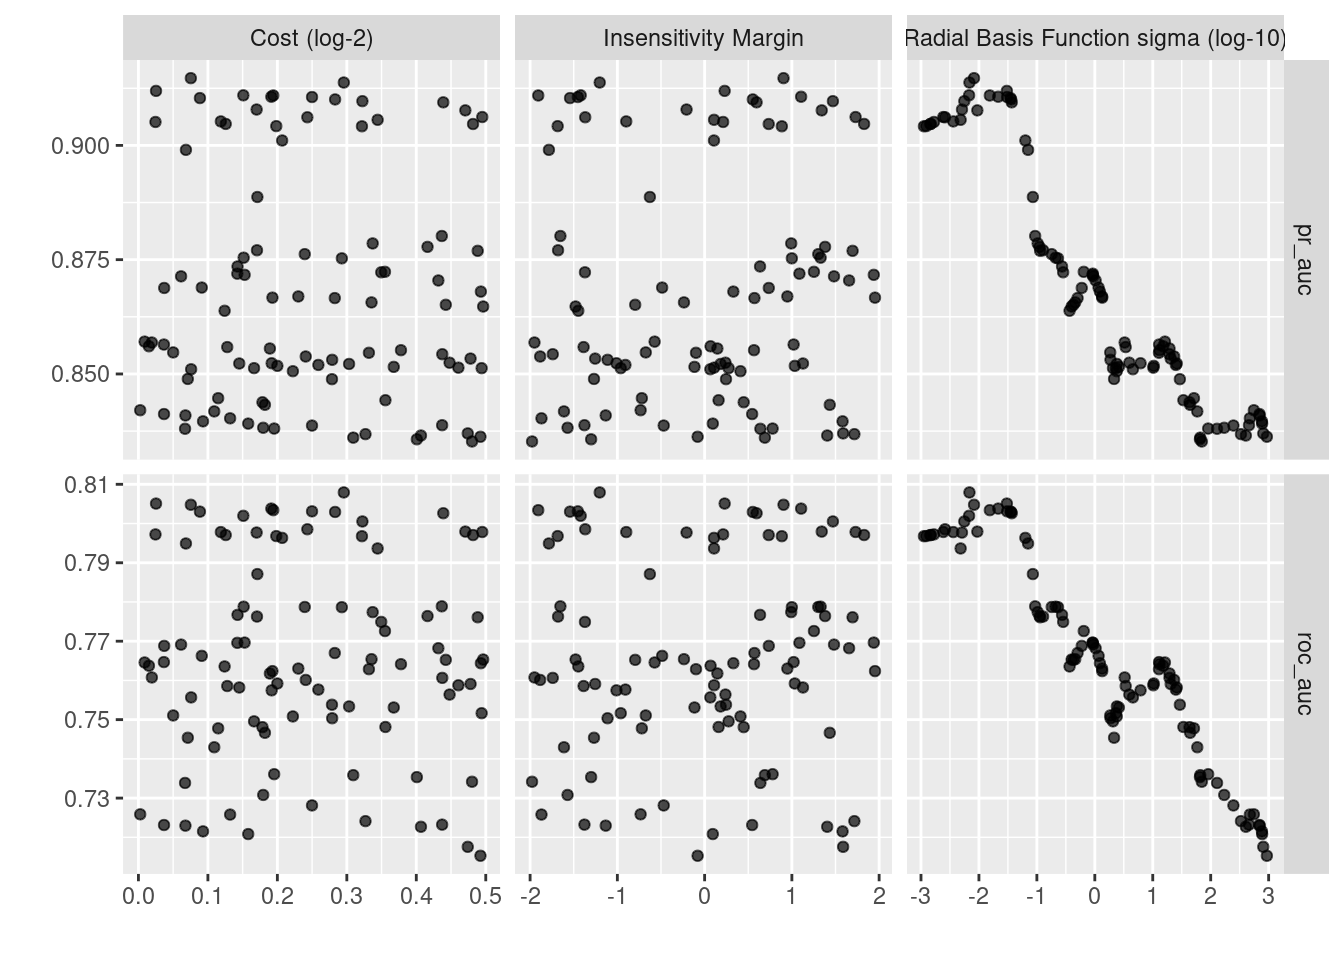 Cost (log-2) Insensitivity Margin Radial Basis Function sigma (log-10)
0.900
0.875
0.850
pr_auc
0.81
0.79
0.77
0.75
0.73
roc_auc
0.0 0.1 0.2 0.3 0.4 0.5 -2 -1 0 1 2 -3 -2 -1 0 1 2 3